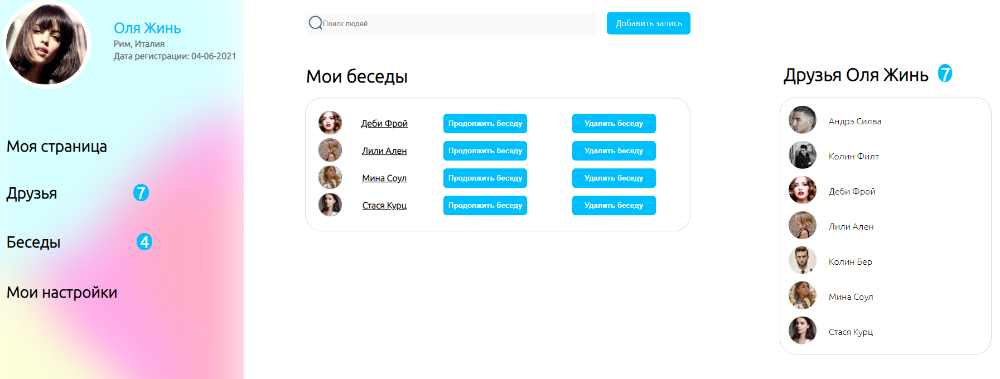 Оля Жинь
Рим, Италия
Дата регистрации: 04-06-2021
Моя страница
Друзья 7
Беседы 4
Мои настройки
Поиск людей
Добавить запись
Мои беседы
Деби Фрой Продолжить беседу Удалить беседу
Лили Ален Продолжить беседу Удалить беседу
Мина Соул Продолжить беседу Удалить беседу
Стася Курц Продолжить беседу Удалить беседу
Друзья Оля Жинь 7
Андрэ Силва
Колин Филт
Деби Фрой
Лили Ален
Колин Бер
Мина Соул
Стася Курц